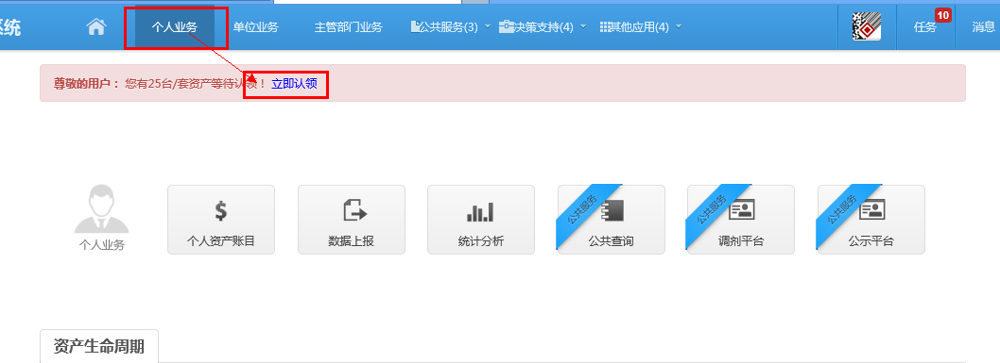 系统
个人业务
单位业务
主管部门业务
公共服务(3)
决策支持(4)
其他应用(4)
任务
10
消息
尊敬的用户： 您有25台/套资产等待认领！ 立即认领
个人业务
$
个人资产账目
数据上报
统计分析
公共服务
公共查询
公共服务
调剂平台
公共服务
公示平台
资产生命周期